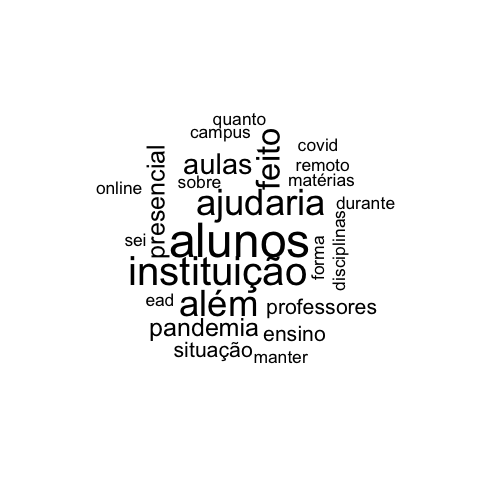 quanto
campus
covid
feito
presencial
aulas
remoto
matérias
sobre
online
ajudaria
durante
disciplinas
sei
alunos
forma
instituição
ead
além
professores
pandemia
ensino
situação
manter